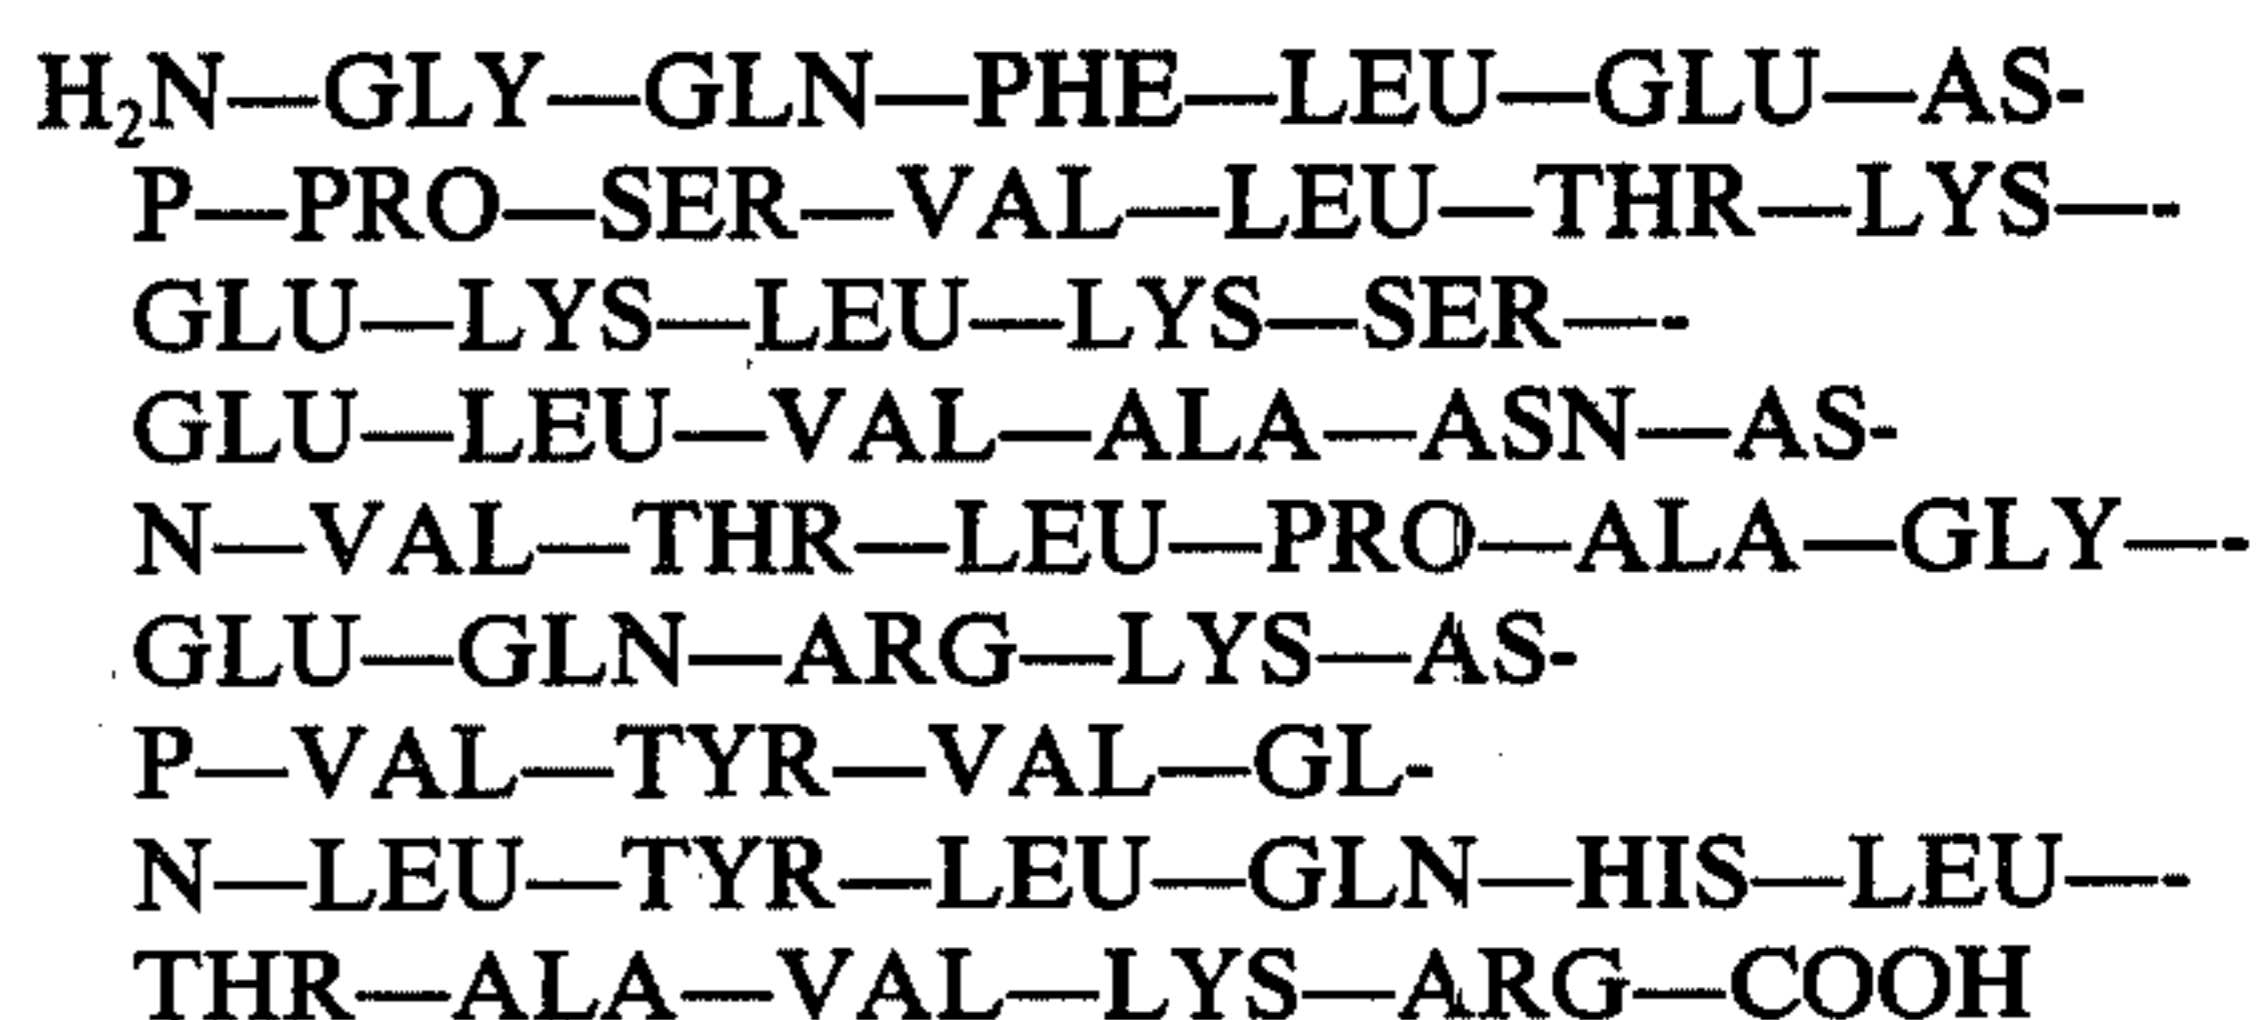 H₂N—GLY—GLN—PHE—LEU—GLU—AS-
P—PRO—SER—VAL—LEU—THR—LYS—-
GLU—LYS—LEU—LYS—SER—-
GLU—LEU—VAL—ALA—ASN—AS-
N—VAL—THR—LEU—PRO—ALA—GLY—-
GLU—GLN—ARG—LYS—AS-
P—VAL—TYR—VAL—GL-
N—LEU—TYR—LEU—GLN—HIS—LEU—-
THR—ALA—VAL—LYS—ARG—COOH